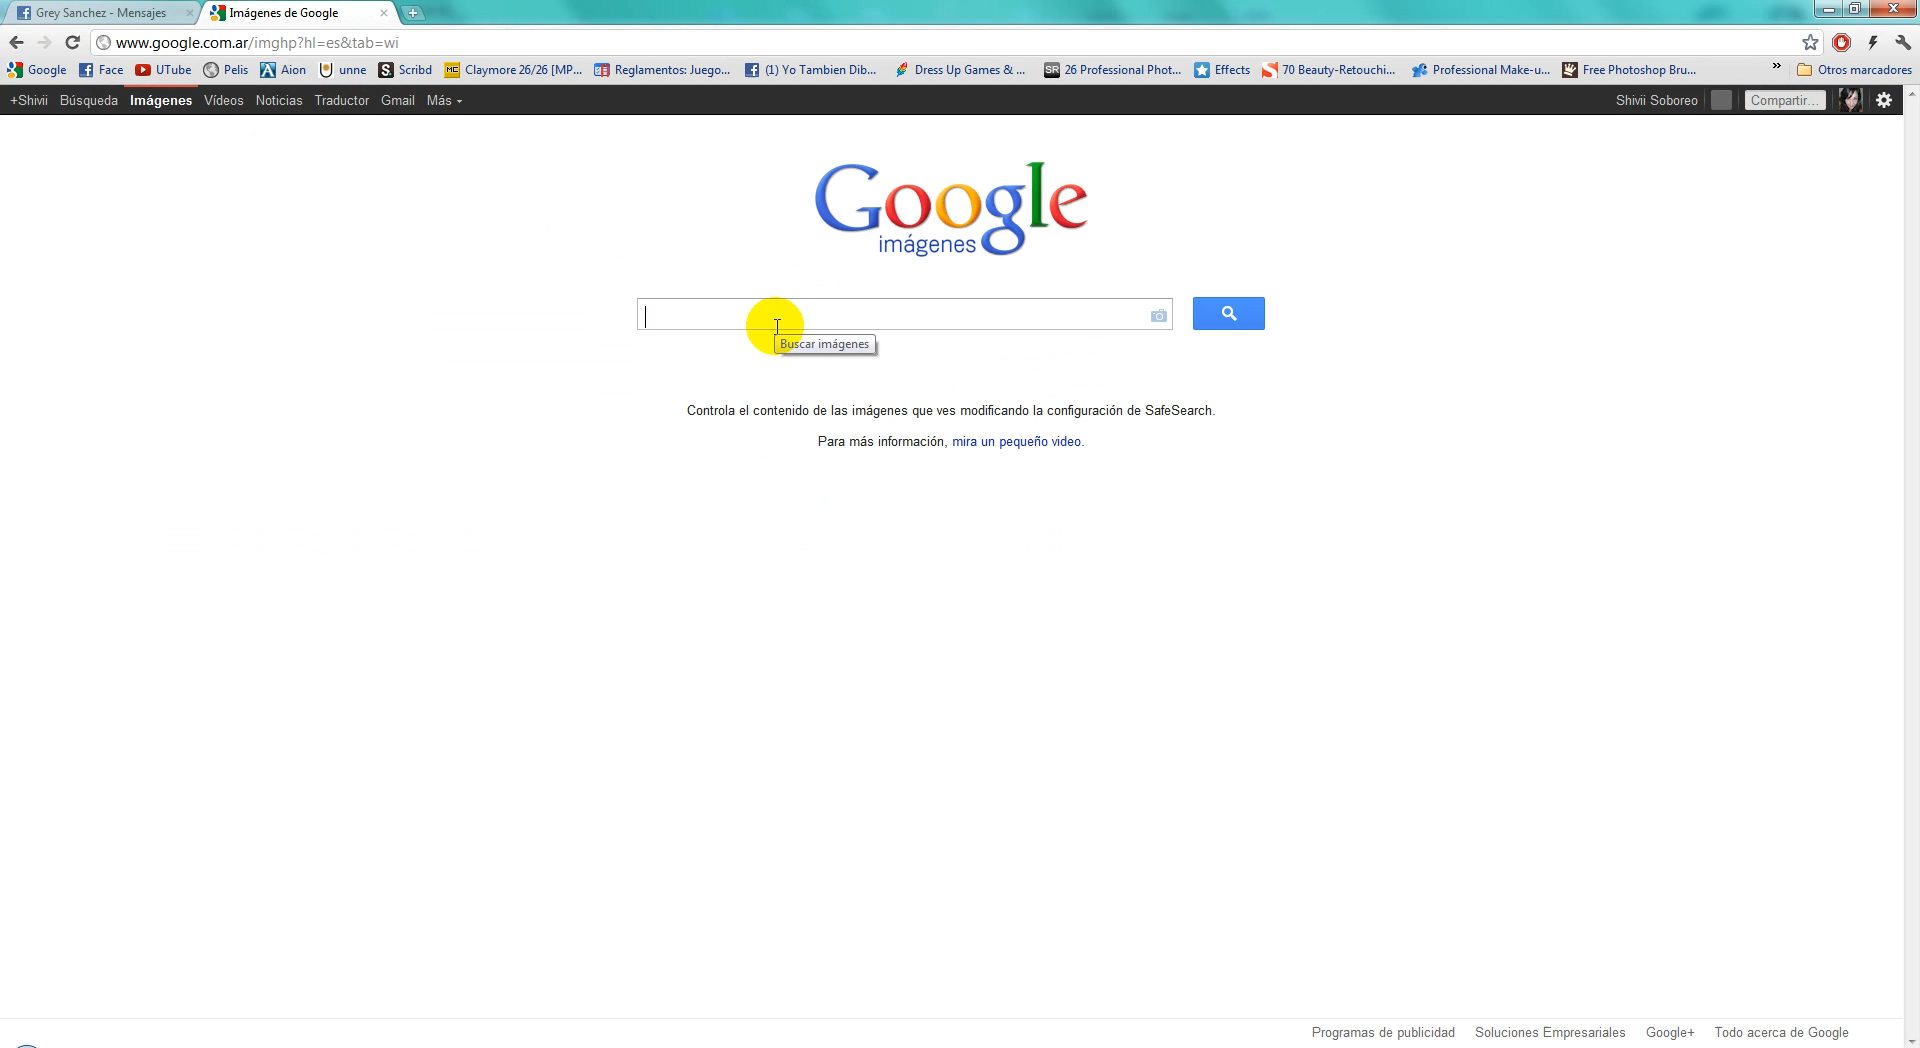 Grey Sanchez - Mensajes
Imágenes de Google
www.google.com.ar/imghp?hl=es&tab=wi
Google Face UTube Pelis Aion unne Scribd Claymore 26/26 [MP... Reglamentos: Juego... (1) Yo Tambien Dib... Dress Up Games & ... 26 Professional Phot... Effects 70 Beauty-Retouchi... Professional Make-u... Free Photoshop Bru... » Otros marcadores
+Shivii Búsqueda Imágenes Vídeos Noticias Traductor Gmail Más Shivii Soboreo Compartir...
Google
imágenes
Buscar imágenes
Controla el contenido de las imágenes que ves modificando la configuración de SafeSearch.
Para más información, mira un pequeño video.
Programas de publicidad Soluciones Empresariales Google+ Todo acerca de Google